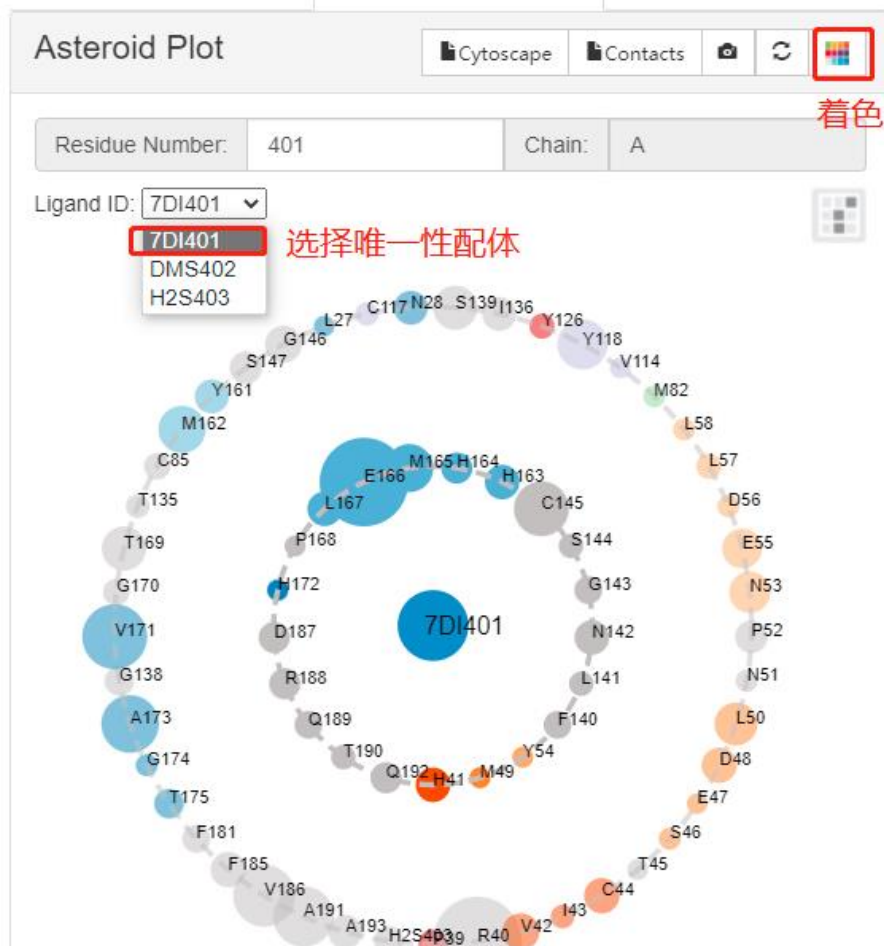 Asteroid Plot
Cytoscape
Contacts
着色
Residue Number:
401
Chain:
A
Ligand ID:
7DI401
7DI401
选择唯一性配体
DMS402
H2S403
L27
C117
N28
S139
I136
Y126
G146
Y118
S147
V114
Y161
M82
M162
L58
C85
M165
H164
L57
E166
H163
T135
L167
C145
D56
T169
P168
S144
E55
G170
H172
G143
N53
V171
D187
7DI401
N142
P52
G138
R188
L141
N51
A173
Q189
F140
L50
G174
T190
Y54
D48
T175
Q192
H41
M49
E47
F181
S46
F185
T45
V186
C44
A191
I43
A193
H2S403
P39
R40
V42